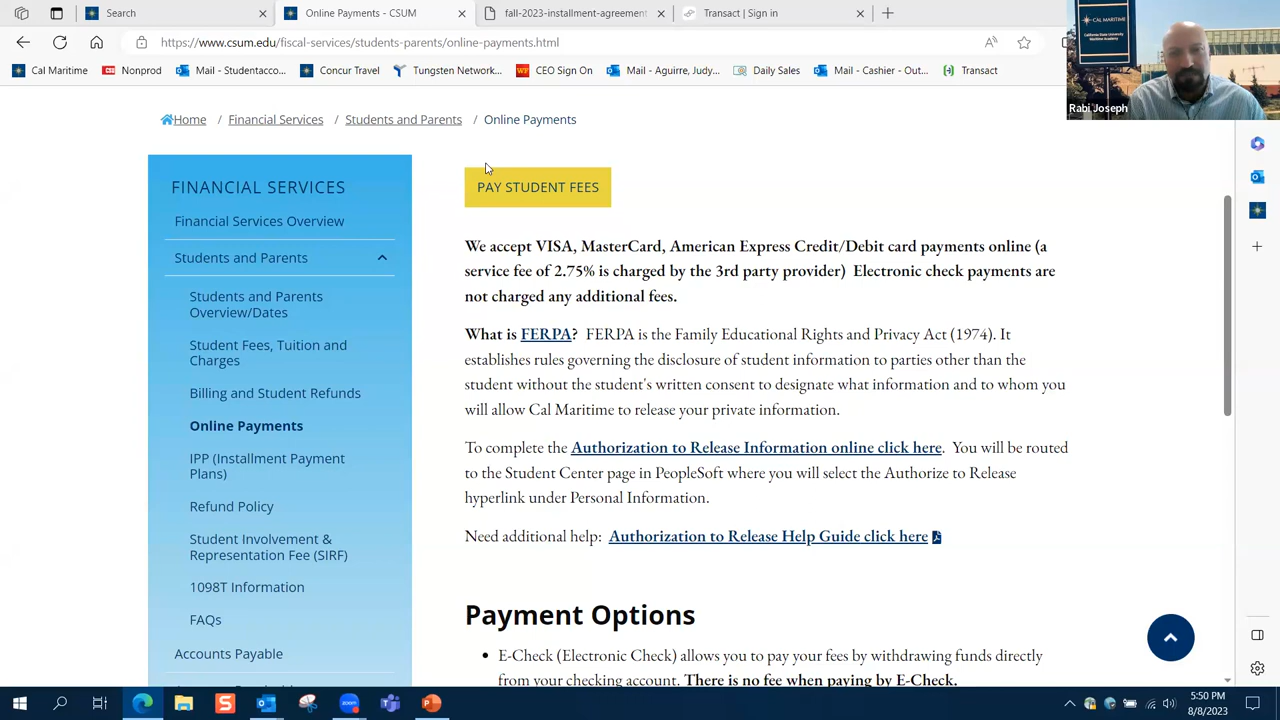 Search
Online Payments - CSUM
fall-2023-installment-agreement
Transact | Sign in
https://www.csum.edu/fiscal-services/
online-payments.html
Cal Maritime
Nonprod
Mail - Studentacco...
Concur Travel
Tungsten Network...
CEO Sign On
Mail - Aguirre, Judy...
Daily Sales
Mail - Cashier - Out...
Transact
CAL MARITIME
California State University
Maritime Academy
Rabi Joseph
Home / Financial Services / Students and Parents / Online Payments
FINANCIAL SERVICES
Financial Services Overview
Students and Parents
Students and Parents
Overview/Dates
Student Fees, Tuition and
Charges
Billing and Student Refunds
Online Payments
IPP (Installment Payment
Plans)
Refund Policy
Student Involvement &
Representation Fee (SIRF)
1098T Information
FAQs
Accounts Payable
PAY STUDENT FEES
We accept VISA, MasterCard, American Express Credit/Debit card payments online (a
service fee of 2.75% is charged by the 3rd party provider) Electronic check payments are
not charged any additional fees.
What is FERPA? FERPA is the Family Educational Rights and Privacy Act (1974). It
establishes rules governing the disclosure of student information to parties other than the
student without the student's written consent to designate what information and to whom you
will allow Cal Maritime to release your private information.
To complete the Authorization to Release Information online click here. You will be routed
to the Student Center page in PeopleSoft where you will select the Authorize to Release
hyperlink under Personal Information.
Need additional help: Authorization to Release Help Guide click here
Payment Options
• E-Check (Electronic Check) allows you to pay your fees by withdrawing funds directly
from your checking account. There is no fee when paying by E-Check.
5:50 PM
8/8/2023